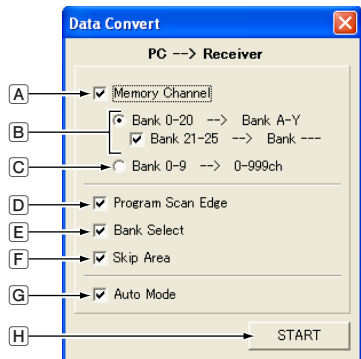 Data Convert
PC --> Receiver
A Memory Channel
B Bank 0-20 --> Bank A-Y
Bank 21-25 --> Bank ---
C Bank 0-9 --> 0-999ch
D Program Scan Edge
E Bank Select
F Skip Area
G Auto Mode
H START